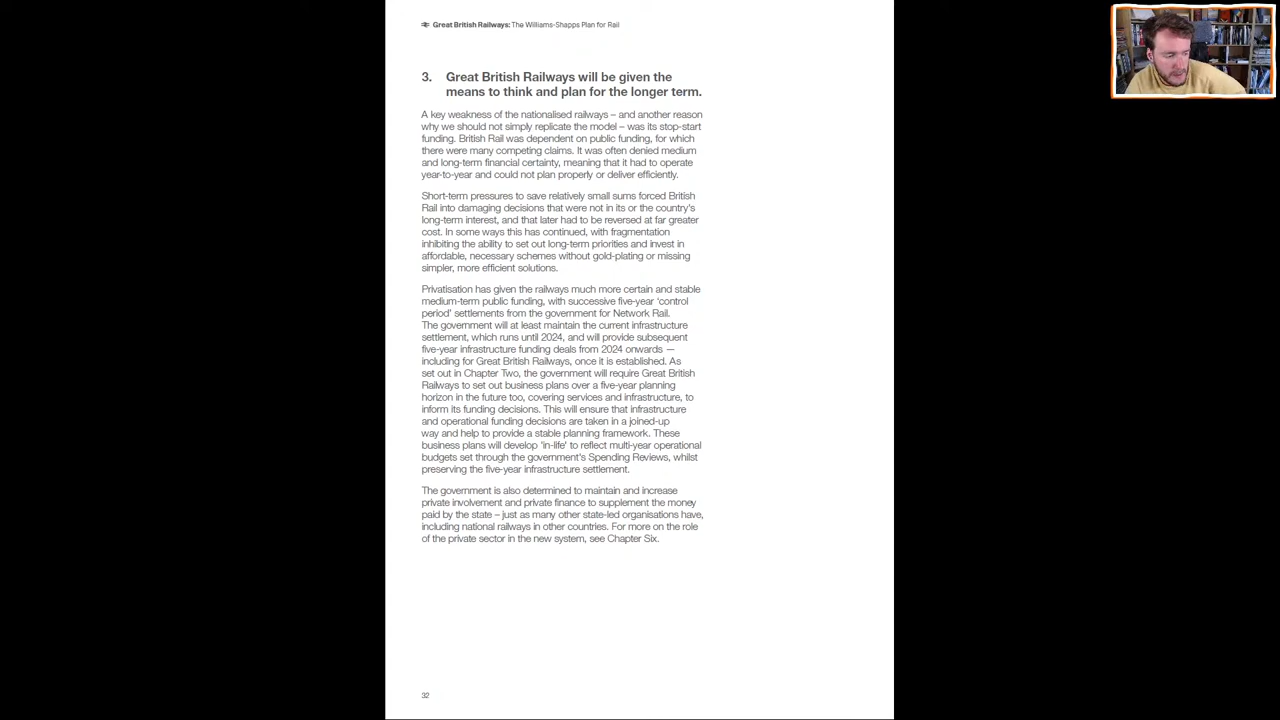 Great British Railways: The Williams-Shapps Plan for Rail
3. Great British Railways will be given the
means to think and plan for the longer term.
A key weakness of the nationalised railways – and another reason
why we should not simply replicate the model – was its stop-start
funding. British Rail was dependent on public funding, for which
there were many competing claims. It was often denied medium
and long-term financial certainty, meaning that it had to operate
year-to-year and could not plan properly or deliver efficiently.
Short-term pressures to save relatively small sums forced British
Rail into damaging decisions that were not in its or the country's
long-term interest, and that later had to be reversed at far greater
cost. In some ways this has continued, with fragmentation
inhibiting the ability to set out long-term priorities and invest in
affordable, necessary schemes without gold-plating or missing
simpler, more efficient solutions.
Privatisation has given the railways much more certain and stable
medium-term public funding, with successive five-year 'control
period' settlements from the government for Network Rail.
The government will at least maintain the current infrastructure
settlement, which runs until 2024, and will provide subsequent
five-year infrastructure funding deals from 2024 onwards —
including for Great British Railways, once it is established. As
set out in Chapter Two, the government will require Great British
Railways to set out business plans over a five-year planning
horizon in the future too, covering services and infrastructure, to
inform its funding decisions. This will ensure that infrastructure
and operational funding decisions are taken in a joined-up
way and help to provide a stable planning framework. These
business plans will develop 'in-life' to reflect multi-year operational
budgets set through the government's Spending Reviews, whilst
preserving the five-year infrastructure settlement.
The government is also determined to maintain and increase
private involvement and private finance to supplement the money
paid by the state – just as many other state-led organisations have,
including national railways in other countries. For more on the role
of the private sector in the new system, see Chapter Six.
32